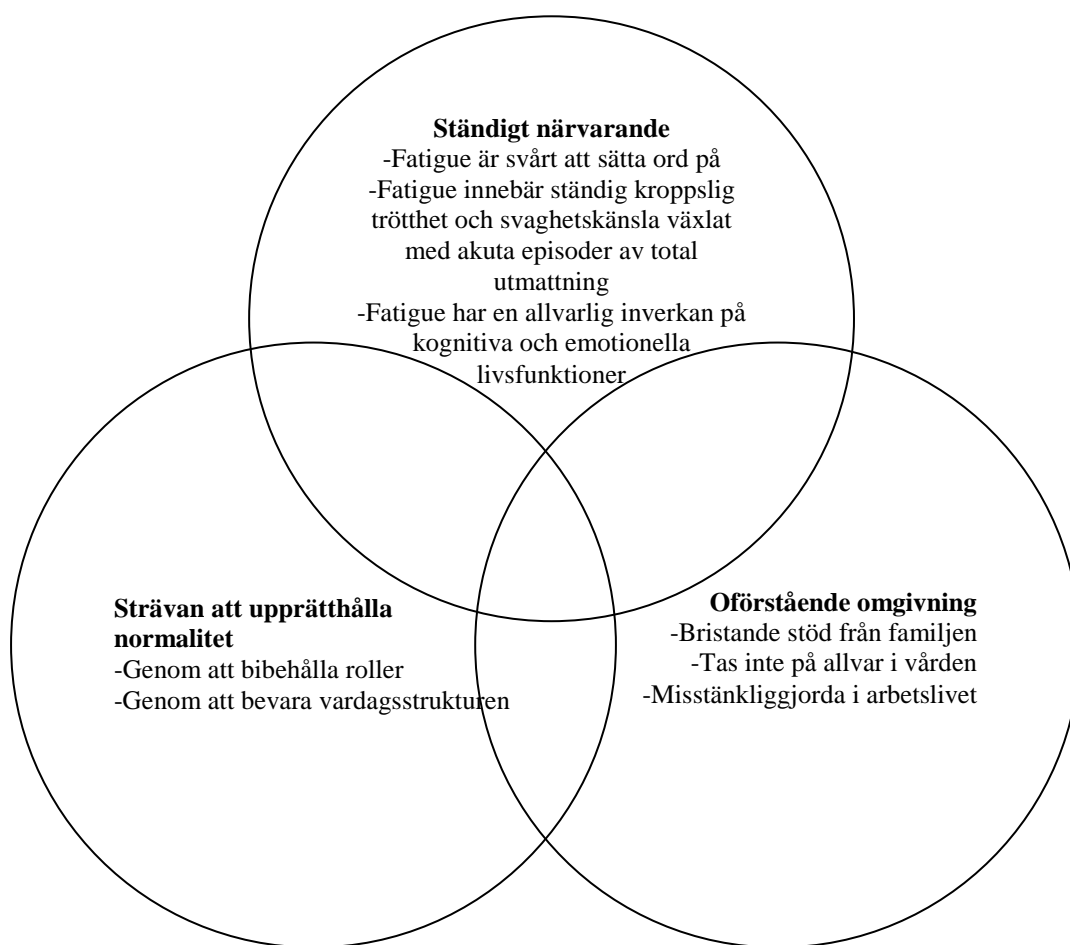 Ständigt närvarande
-Fatigue är svårt att sätta ord på
-Fatigue innebär ständig kroppslig
trötthet och svaghetskänsla växlat
med akuta episoder av total
utmattning
-Fatigue har en allvarlig inverkan på
kognitiva och emotionella
livsfunktioner
Strävan att upprätthålla
normalitet
-Genom att bibehålla roller
-Genom att bevara vardagsstrukturen
Oförstående omgivning
-Bristande stöd från familjen
-Tas inte på allvar i vården
-Misstänkliggjorda i arbetslivet